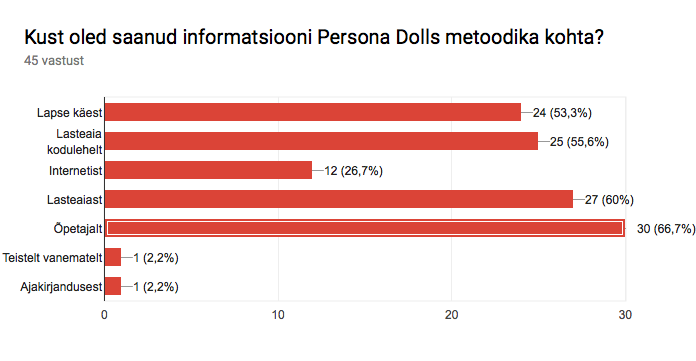 Kust oled saanud informatsiooni Persona Dolls metoodika kohta?
45 vastust
Lapse käest
24 (53,3%)
Lasteaia
kodulehelt
25 (55,6%)
Internetist
12 (26,7%)
Lasteaiast
27 (60%)
Õpetajalt
30 (66,7%)
Teistelt vanematelt
1 (2,2%)
Ajakirjandusest
1 (2,2%)
0
10
20
30